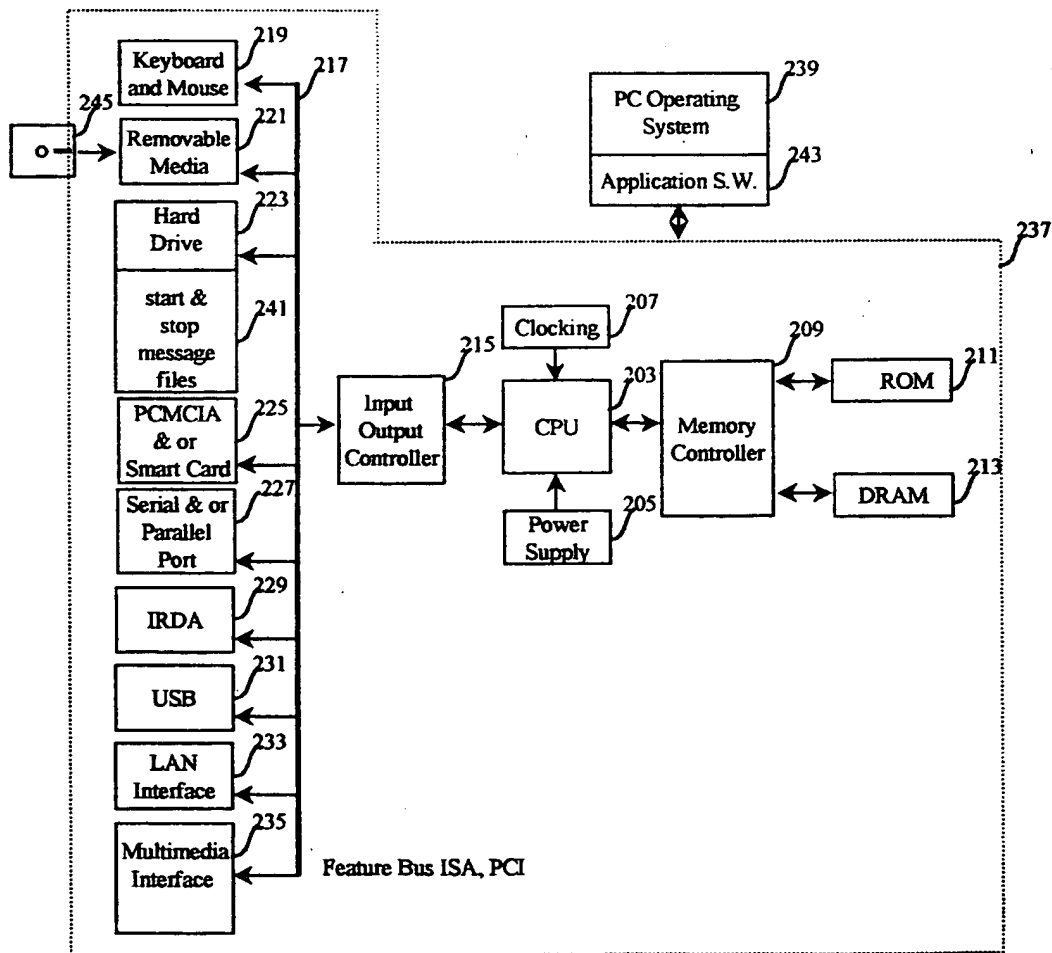 219
Keyboard
and Mouse
217
245
221
Removable
Media
223
Hard
Drive
241
start &
stop
message
files
225
PCMCIA
& or
Smart Card
227
Serial & or
Parallel
Port
229
IRDA
231
USB
233
LAN
Interface
235
Multimedia
Interface
Feature Bus ISA, PCI
215
Input
Output
Controller
207
Clocking
203
CPU
205
Power
Supply
209
Memory
Controller
211
ROM
213
DRAM
239
PC Operating
System
243
Application S.W.
237